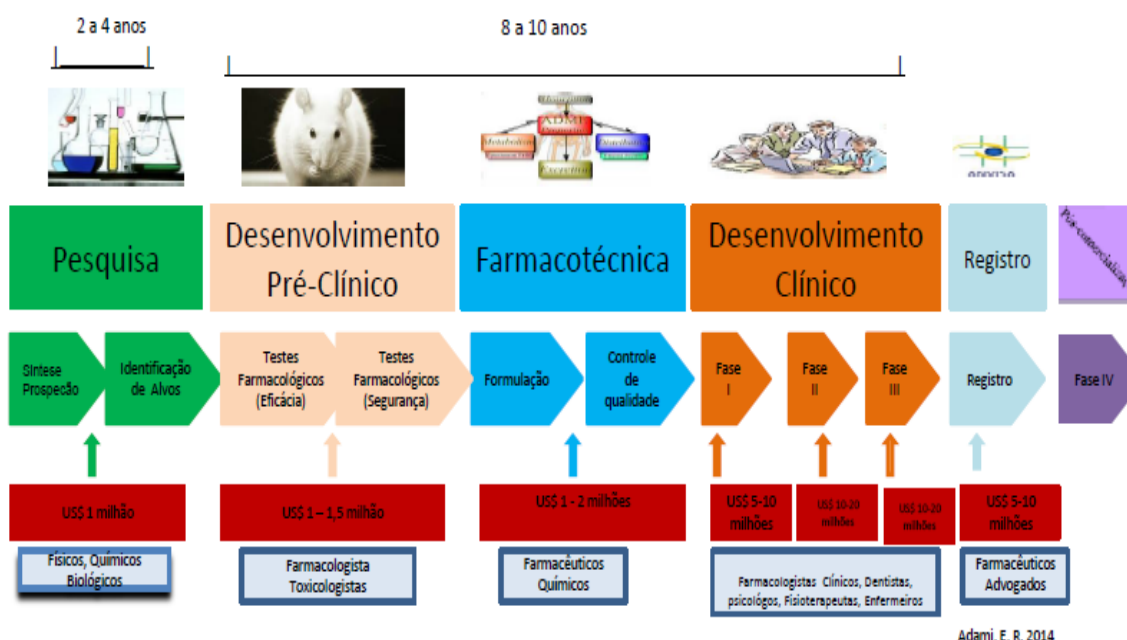 2 a 4 anos
8 a 10 anos
ADME
Metabolism
Excretion
Pesquisa
Desenvolvimento
Pré-Clínico
Farmacotécnica
Desenvolvimento
Clínico
Registro
Síntese
Prospecão
Identificação
de Alvos
Testes
Farmacológicos
(Eficácia)
Testes
Farmacológicos
(Segurança)
Formulação
Controle
de
qualidade
Fase
I
Fase
II
Fase
III
Registro
Fase IV
US$ 1 milhão
US$ 1 – 1,5 milhão
US$ 1 - 2 milhões
US$ 5-10
milhões
US$ 10-20
milhões
US$ 10-20
milhões
US$ 5-10
milhões
Físicos, Químicos
Biológicos
Farmacologista
Toxicologistas
Farmacêuticos
Químicos
Farmacologistas Clínicos, Dentistas,
psicológos, Fisioterapeutas, Enfermeiros
Farmacêuticos
Advogados
Adami, E. R. 2014